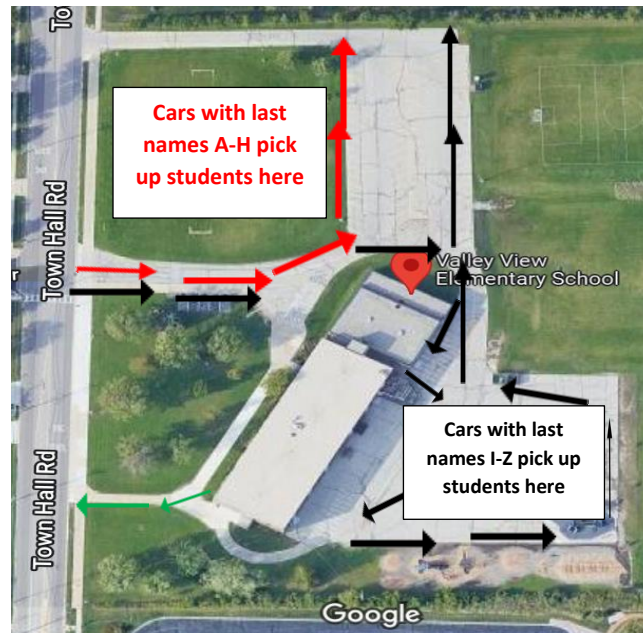 To
Cars with last
names A-H pick
up students here
Town Hall Rd
r
Valley View
Elementary School
Cars with last
names I-Z pick up
students here
Town Hall Rd
Google